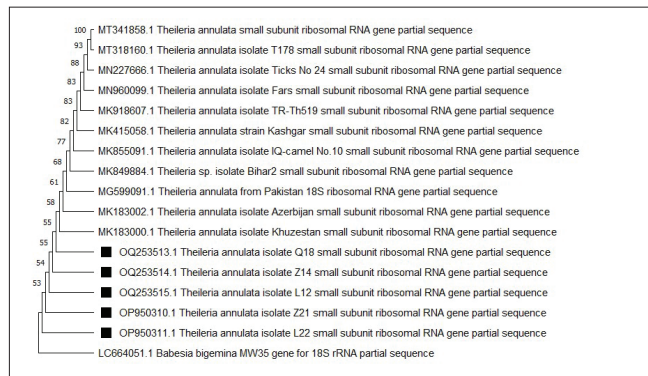 100
MT341858.1 Theileria annulata small subunit ribosomal RNA gene partial sequence
93
MT318160.1 Theileria annulata isolate T178 small subunit ribosomal RNA gene partial sequence
88
MN227666.1 Theileria annulata isolate Ticks No 24 small subunit ribosomal RNA gene partial sequence
83
MN960099.1 Theileria annulata isolate Fars small subunit ribosomal RNA gene partial sequence
83
MK918607.1 Theileria annulata isolate TR-Th519 small subunit ribosomal RNA gene partial sequence
82
MK415058.1 Theileria annulata strain Kashgar small subunit ribosomal RNA gene partial sequence
77
MK855091.1 Theileria annulata isolate IQ-camel No.10 small subunit ribosomal RNA gene partial sequence
68
MK849884.1 Theileria sp. isolate Bihar2 small subunit ribosomal RNA gene partial sequence
61
MG599091.1 Theileria annulata from Pakistan 18S ribosomal RNA gene partial sequence
58
MK183002.1 Theileria annulata isolate Azerbijan small subunit ribosomal RNA gene partial sequence
55
MK183000.1 Theileria annulata isolate Khuzestan small subunit ribosomal RNA gene partial sequence
55
OQ253513.1 Theileria annulata isolate Q18 small subunit ribosomal RNA gene partial sequence
54
OQ253514.1 Theileria annulata isolate Z14 small subunit ribosomal RNA gene partial sequence
53
OQ253515.1 Theileria annulata isolate L12 small subunit ribosomal RNA gene partial sequence
OP950310.1 Theileria annulata isolate Z21 small subunit ribosomal RNA gene partial sequence
OP950311.1 Theileria annulata isolate L22 small subunit ribosomal RNA gene partial sequence
LC664051.1 Babesia bigemina MW35 gene for 18S rRNA partial sequence